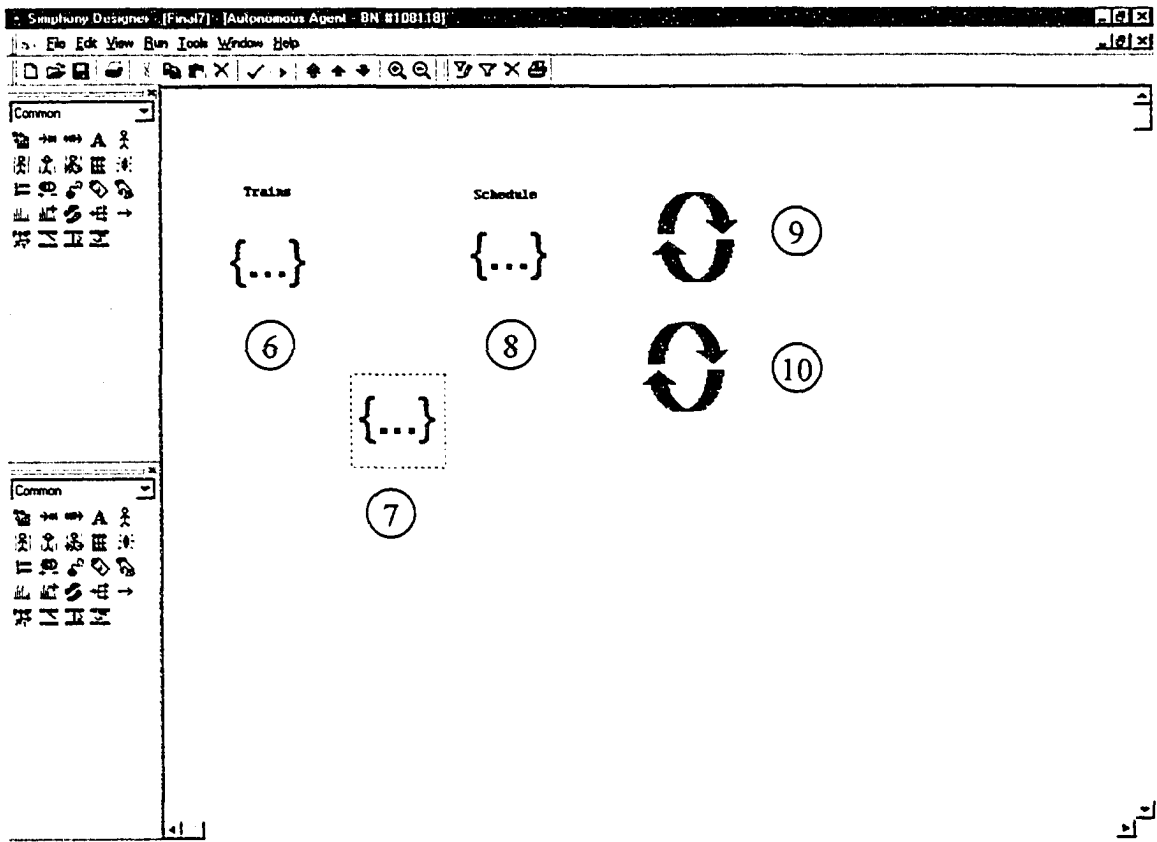 Simphony Designer - [Final7] - [Autonomous Agent - BN #108118]
File Edit View Run Tools Window Help
Common
Trains
Schedule
{...}
{...}
9
6
8
10
{...}
Common
7